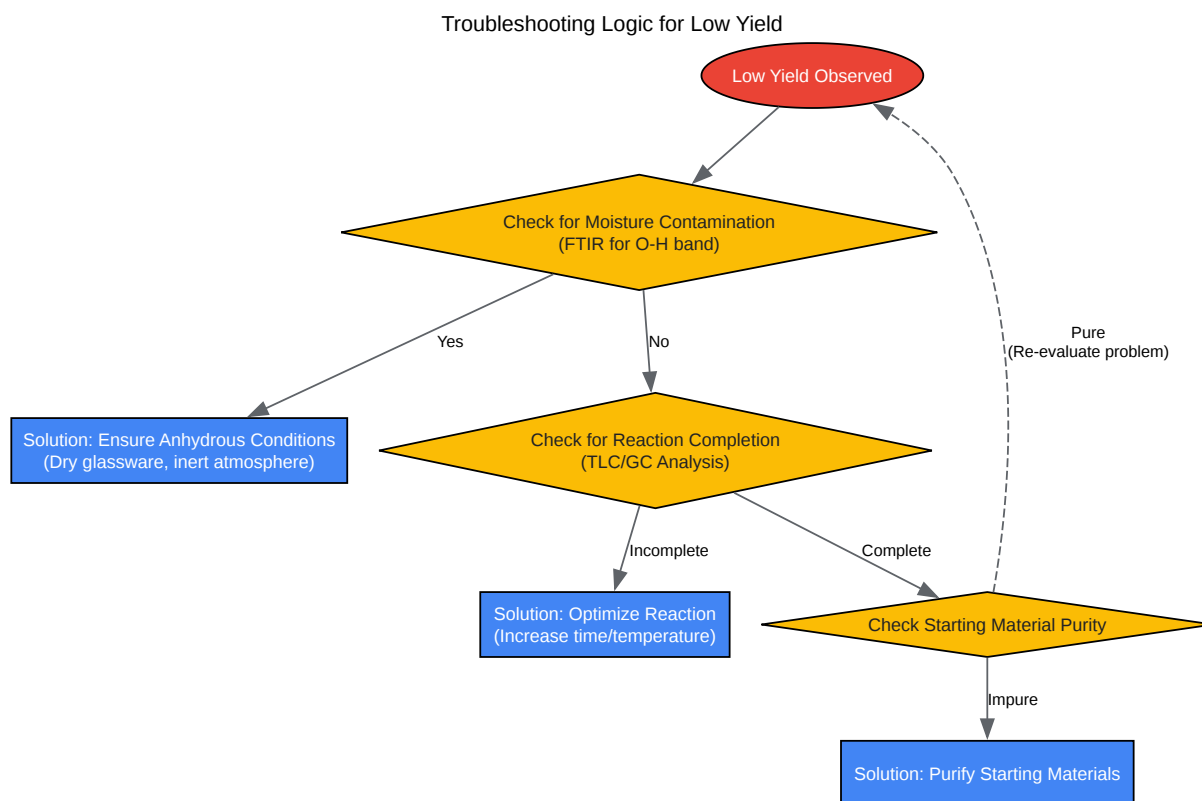 Troubleshooting Logic for Low Yield
Low Yield Observed
Check for Moisture Contamination
(FTIR for O-H band)
Yes
No
Pure
(Re-evaluate problem)
Solution: Ensure Anhydrous Conditions
(Dry glassware, inert atmosphere)
Check for Reaction Completion
(TLC/GC Analysis)
Incomplete
Complete
Solution: Optimize Reaction
(Increase time/temperature)
Check Starting Material Purity
Impure
Solution: Purify Starting Materials